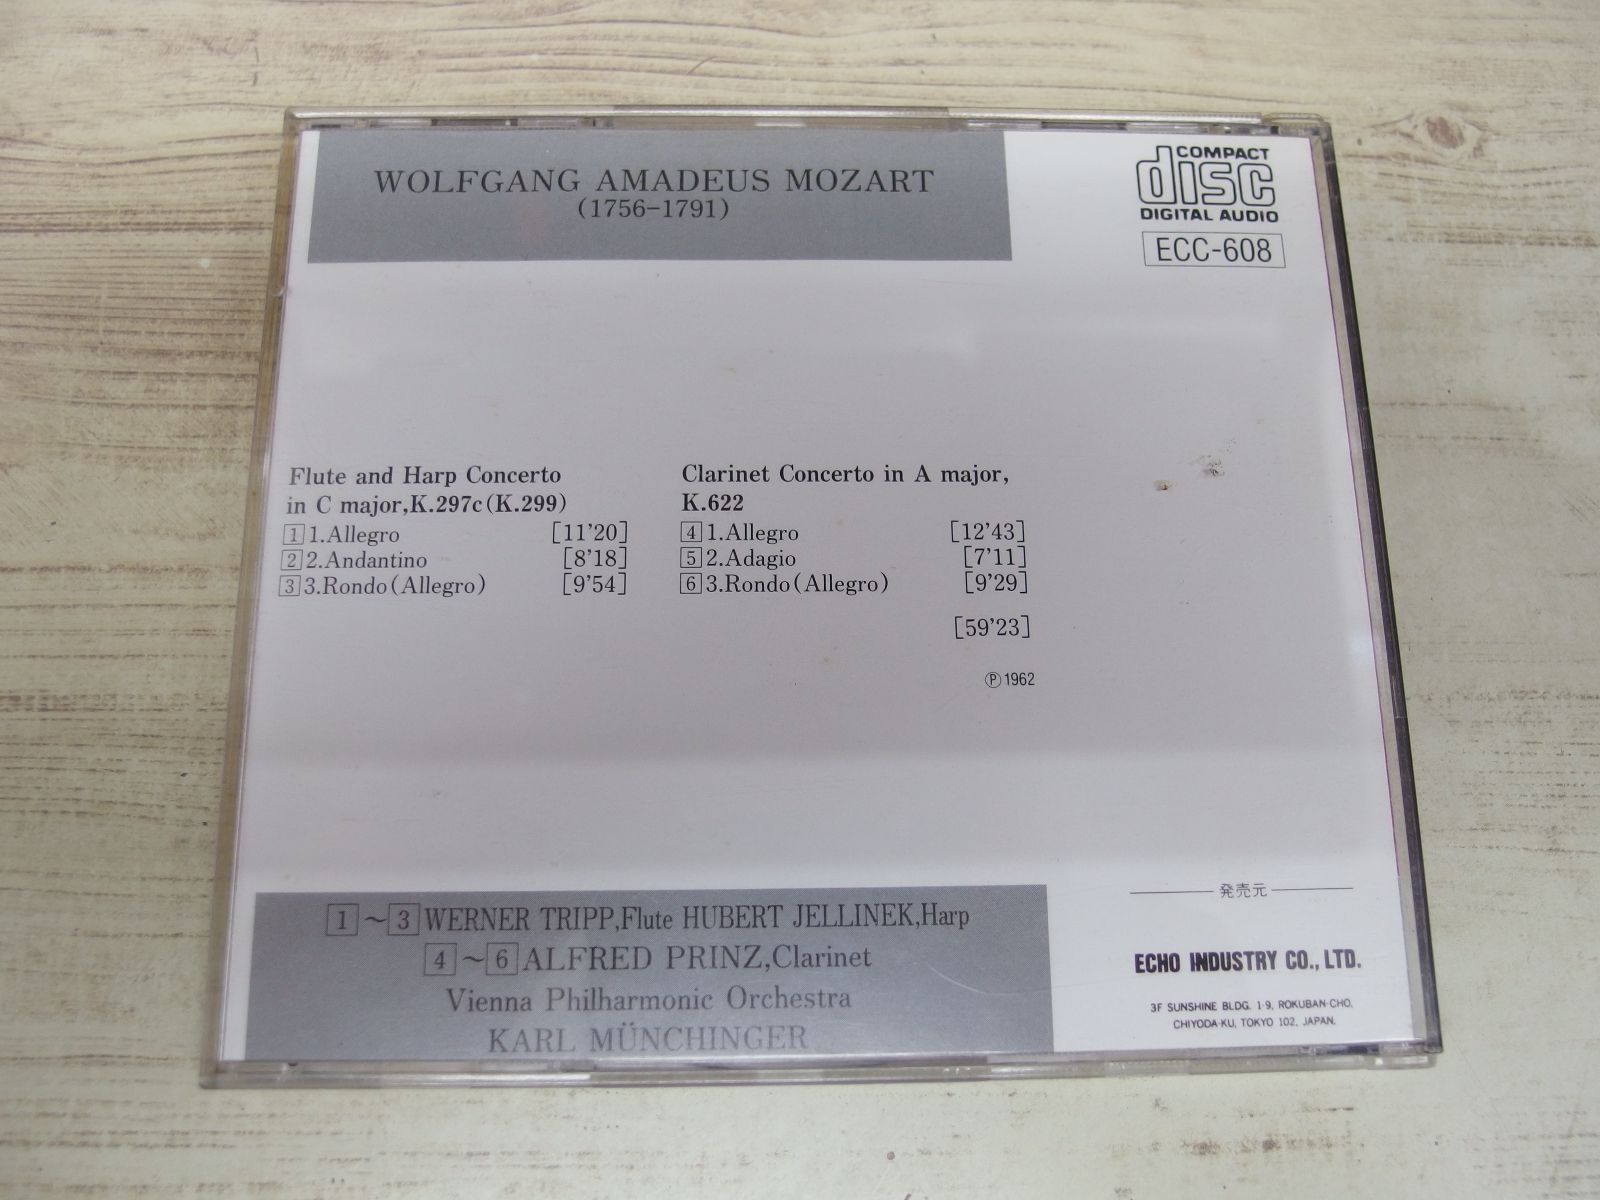 WOLFGANG AMADEUS MOZART
(1756-1791)
COMPACT
disc
DIGITAL AUDIO
ECC-608
Flute and Harp Concerto
in C major,K.297c(K.299)
1 1.Allegro [11'20]
2 2.Andantino [8'18]
3 3.Rondo(Allegro) [9'54]
Clarinet Concerto in A major,
K.622
4 1.Allegro [12'43]
5 2.Adagio [7'11]
6 3.Rondo(Allegro) [9'29]
[59'23]
Ⓟ1962
1～3 WERNER TRIPP,Flute HUBERT JELLINEK,Harp
4～6 ALFRED PRINZ,Clarinet
Vienna Philharmonic Orchestra
KARL MÜNCHINGER
発売元
ECHO INDUSTRY CO., LTD.
3F SUNSHINE BLDG. 1-9, ROKUBAN-CHO,
CHIYODA-KU, TOKYO 102, JAPAN.